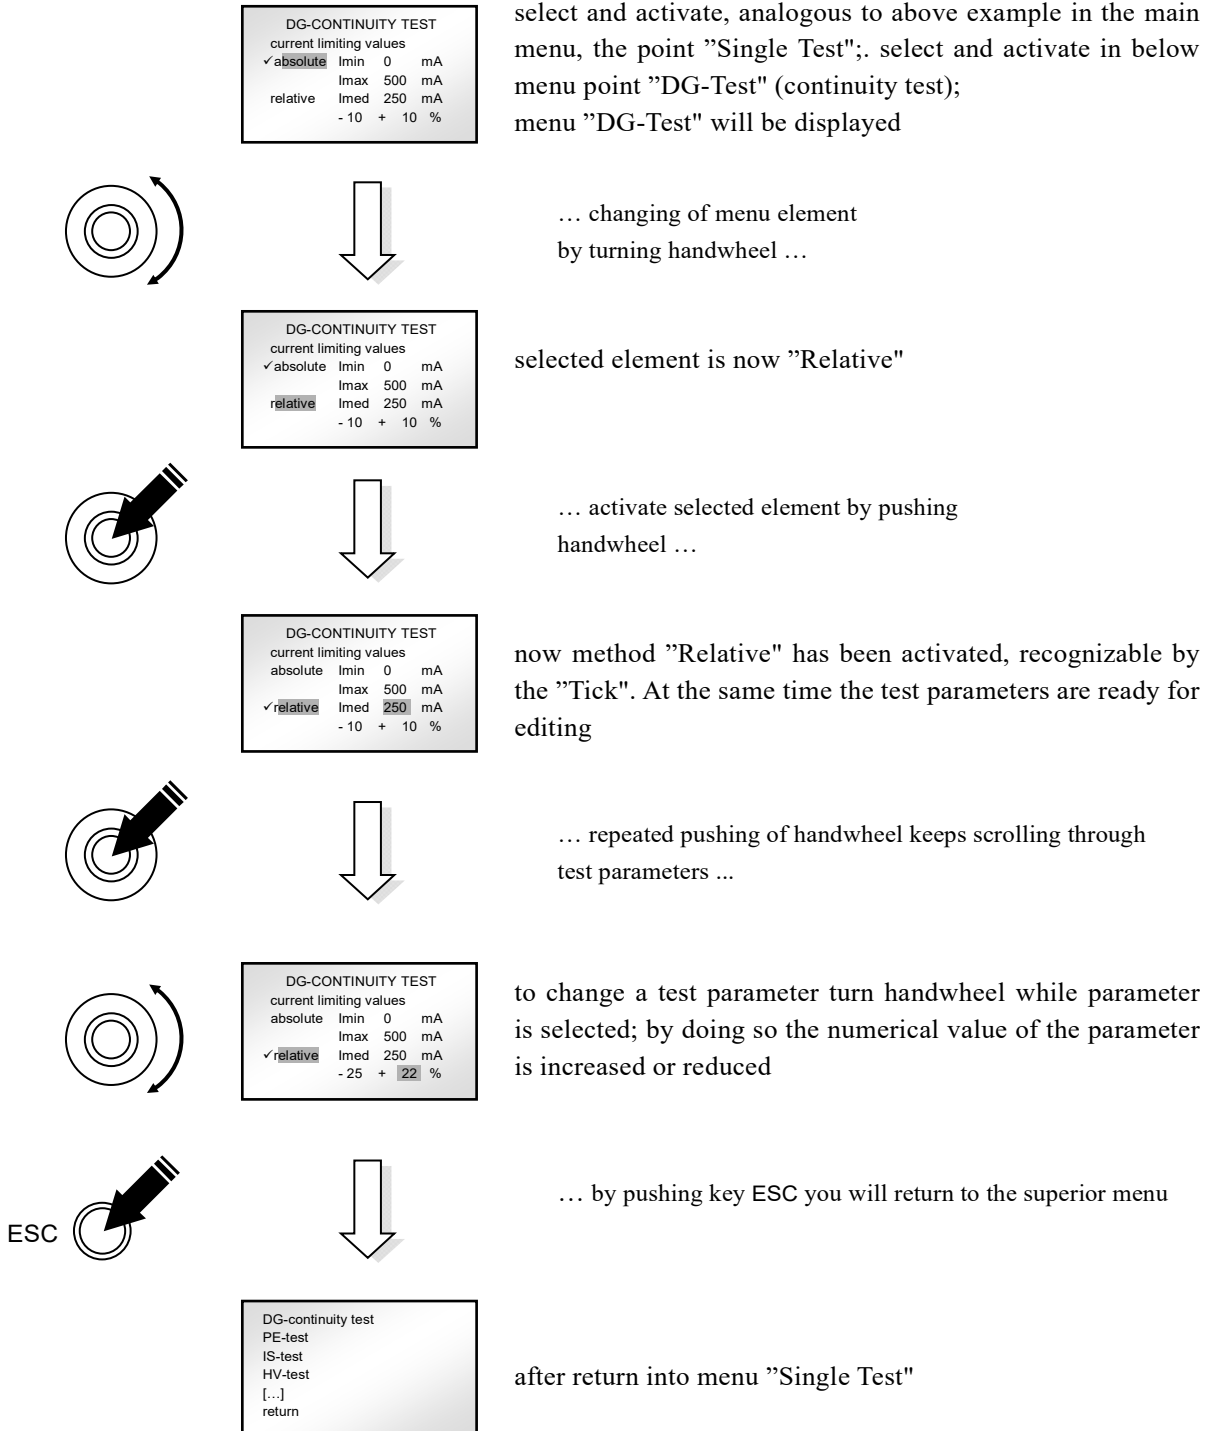 DG-CONTINUITY TEST
current limiting values
✓absolute Imin 0 mA
Imax 500 mA
relative Imed 250 mA
- 10 + 10 %
select and activate, analogous to above example in the main
menu, the point ”Single Test";. select and activate in below
menu point ”DG-Test" (continuity test);
menu ”DG-Test" will be displayed
… changing of menu element
by turning handwheel …
DG-CONTINUITY TEST
current limiting values
✓absolute Imin 0 mA
Imax 500 mA
relative Imed 250 mA
- 10 + 10 %
selected element is now ”Relative"
… activate selected element by pushing
handwheel …
DG-CONTINUITY TEST
current limiting values
absolute Imin 0 mA
Imax 500 mA
✓relative Imed 250 mA
- 10 + 10 %
now method ”Relative" has been activated, recognizable by
the ”Tick". At the same time the test parameters are ready for
editing
… repeated pushing of handwheel keeps scrolling through
test parameters ...
DG-CONTINUITY TEST
current limiting values
absolute Imin 0 mA
Imax 500 mA
✓relative Imed 250 mA
- 25 + 22 %
to change a test parameter turn handwheel while parameter
is selected; by doing so the numerical value of the parameter
is increased or reduced
ESC
… by pushing key ESC you will return to the superior menu
DG-continuity test
PE-test
IS-test
HV-test
[…]
return
after return into menu ”Single Test"